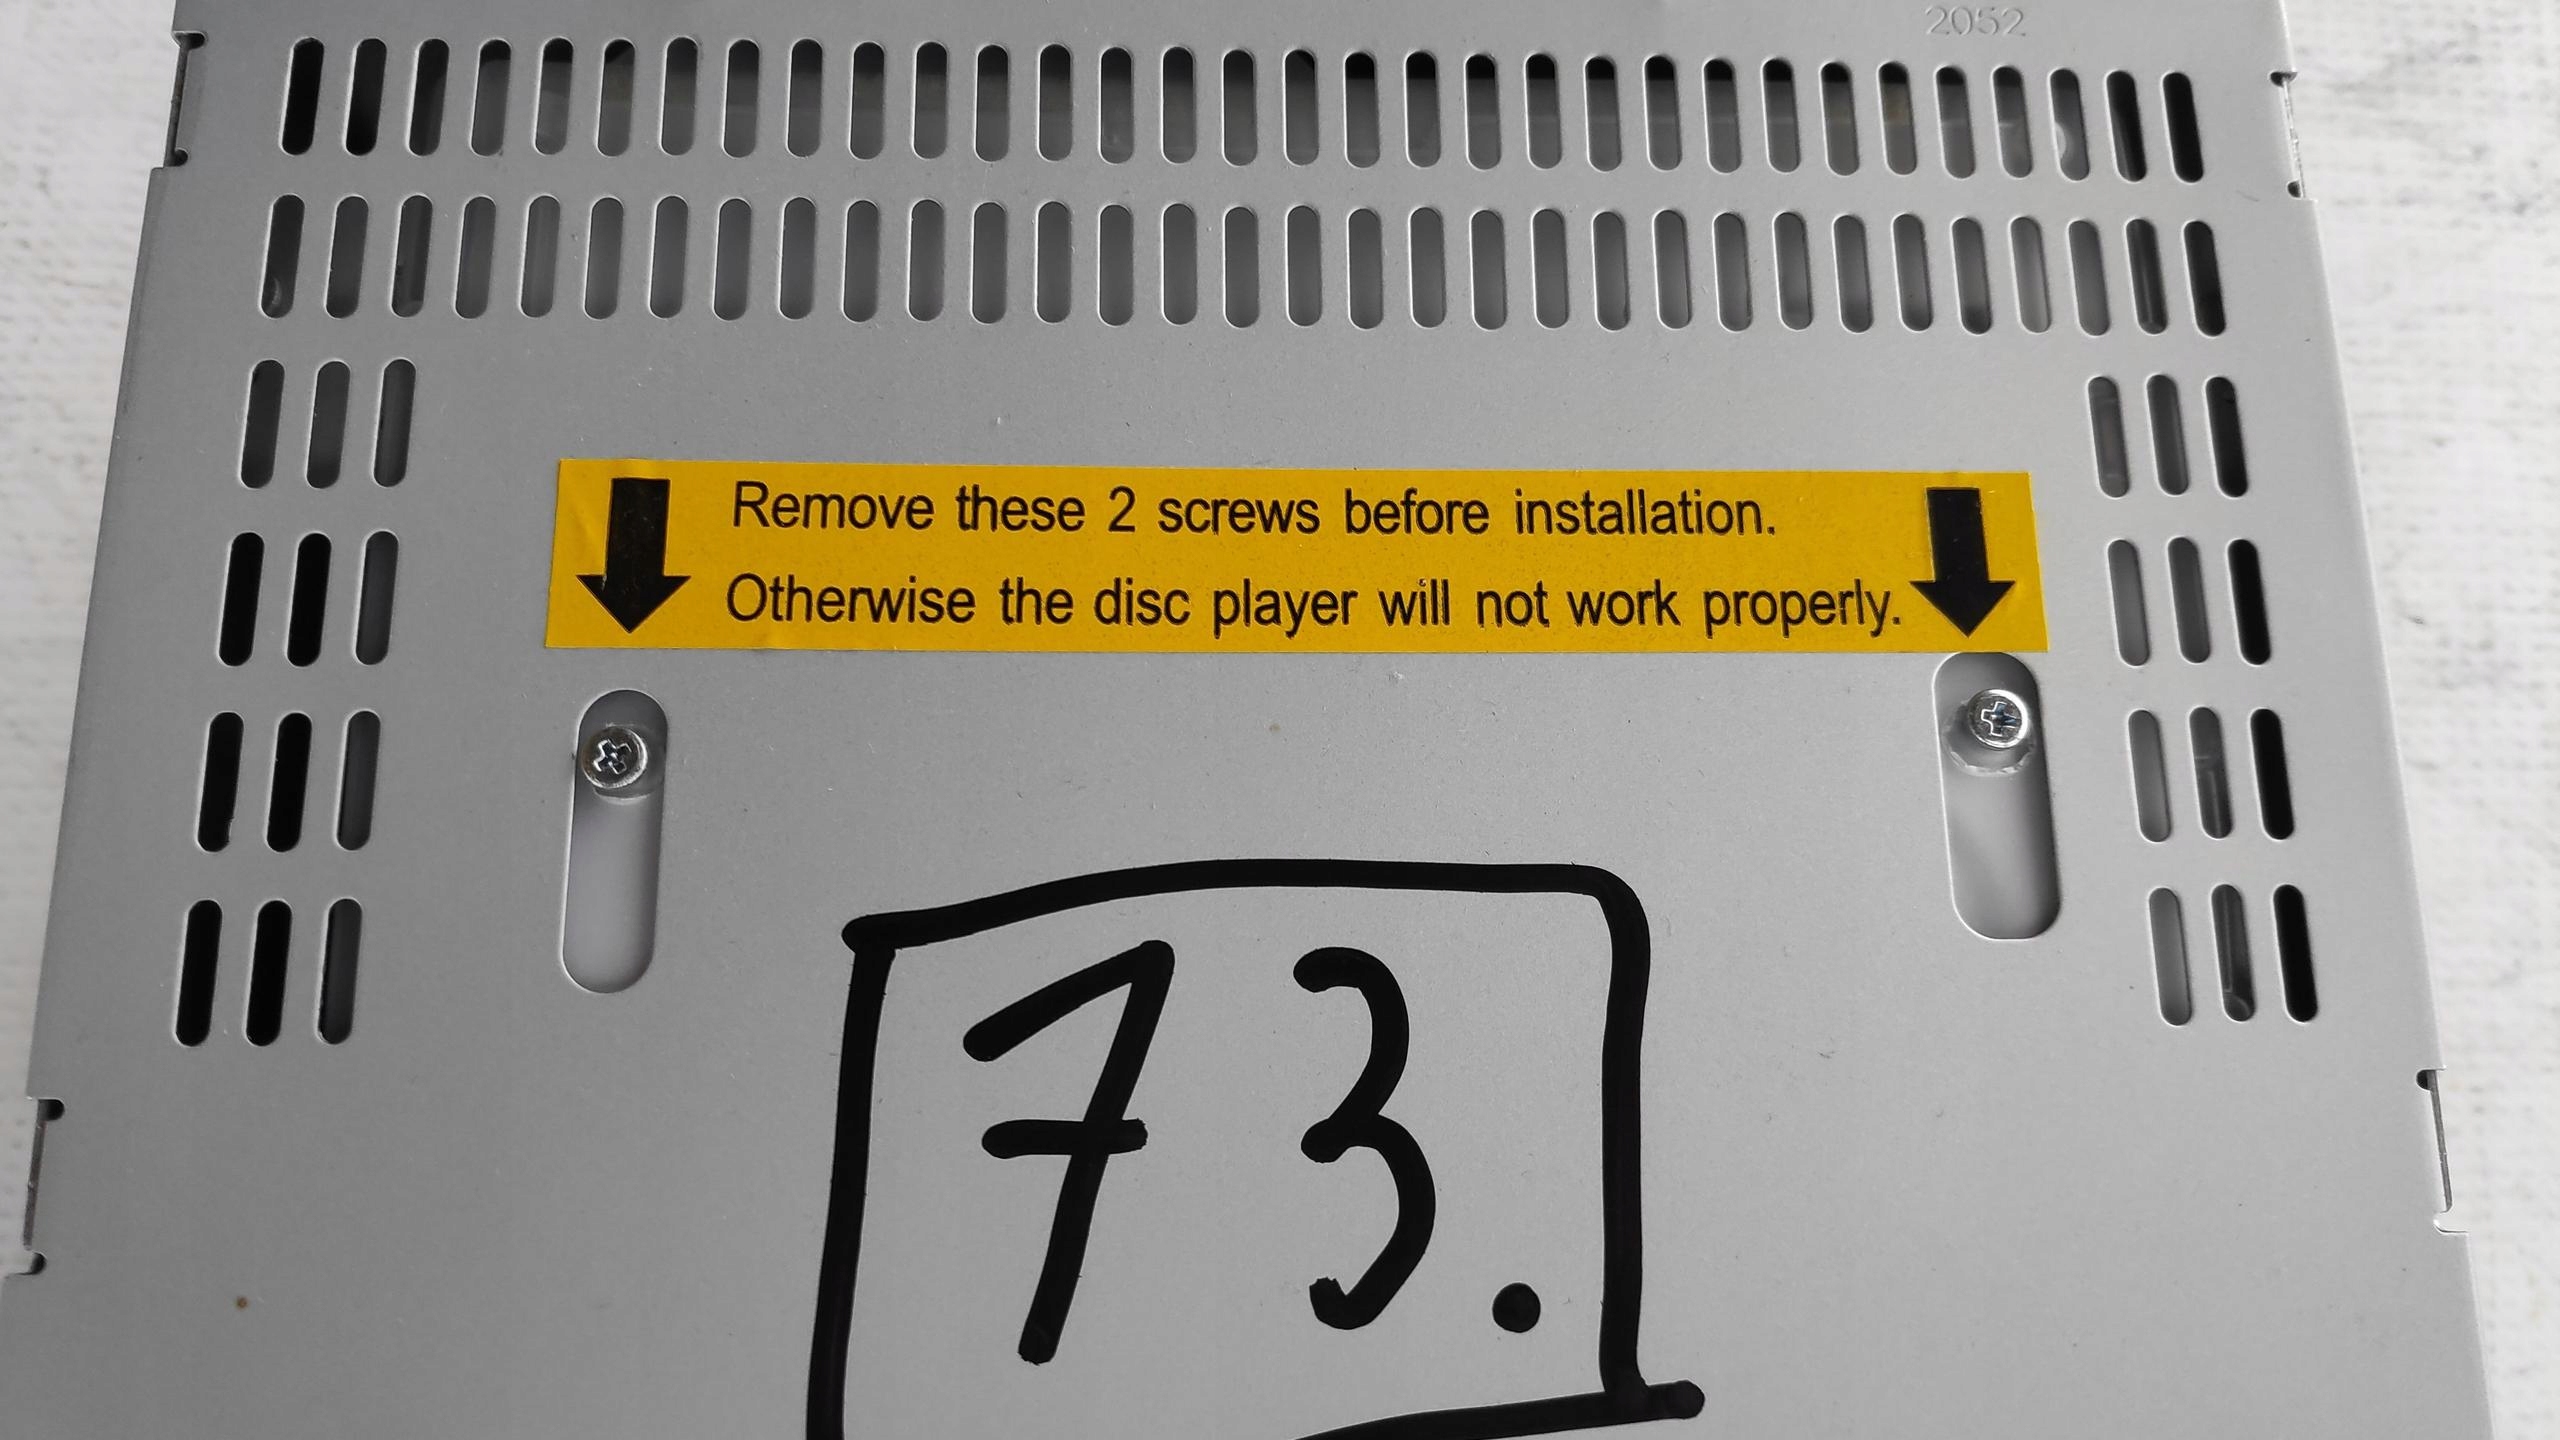 2052
Remove these 2 screws before installation.
Otherwise the disc player will not work properly.
73.